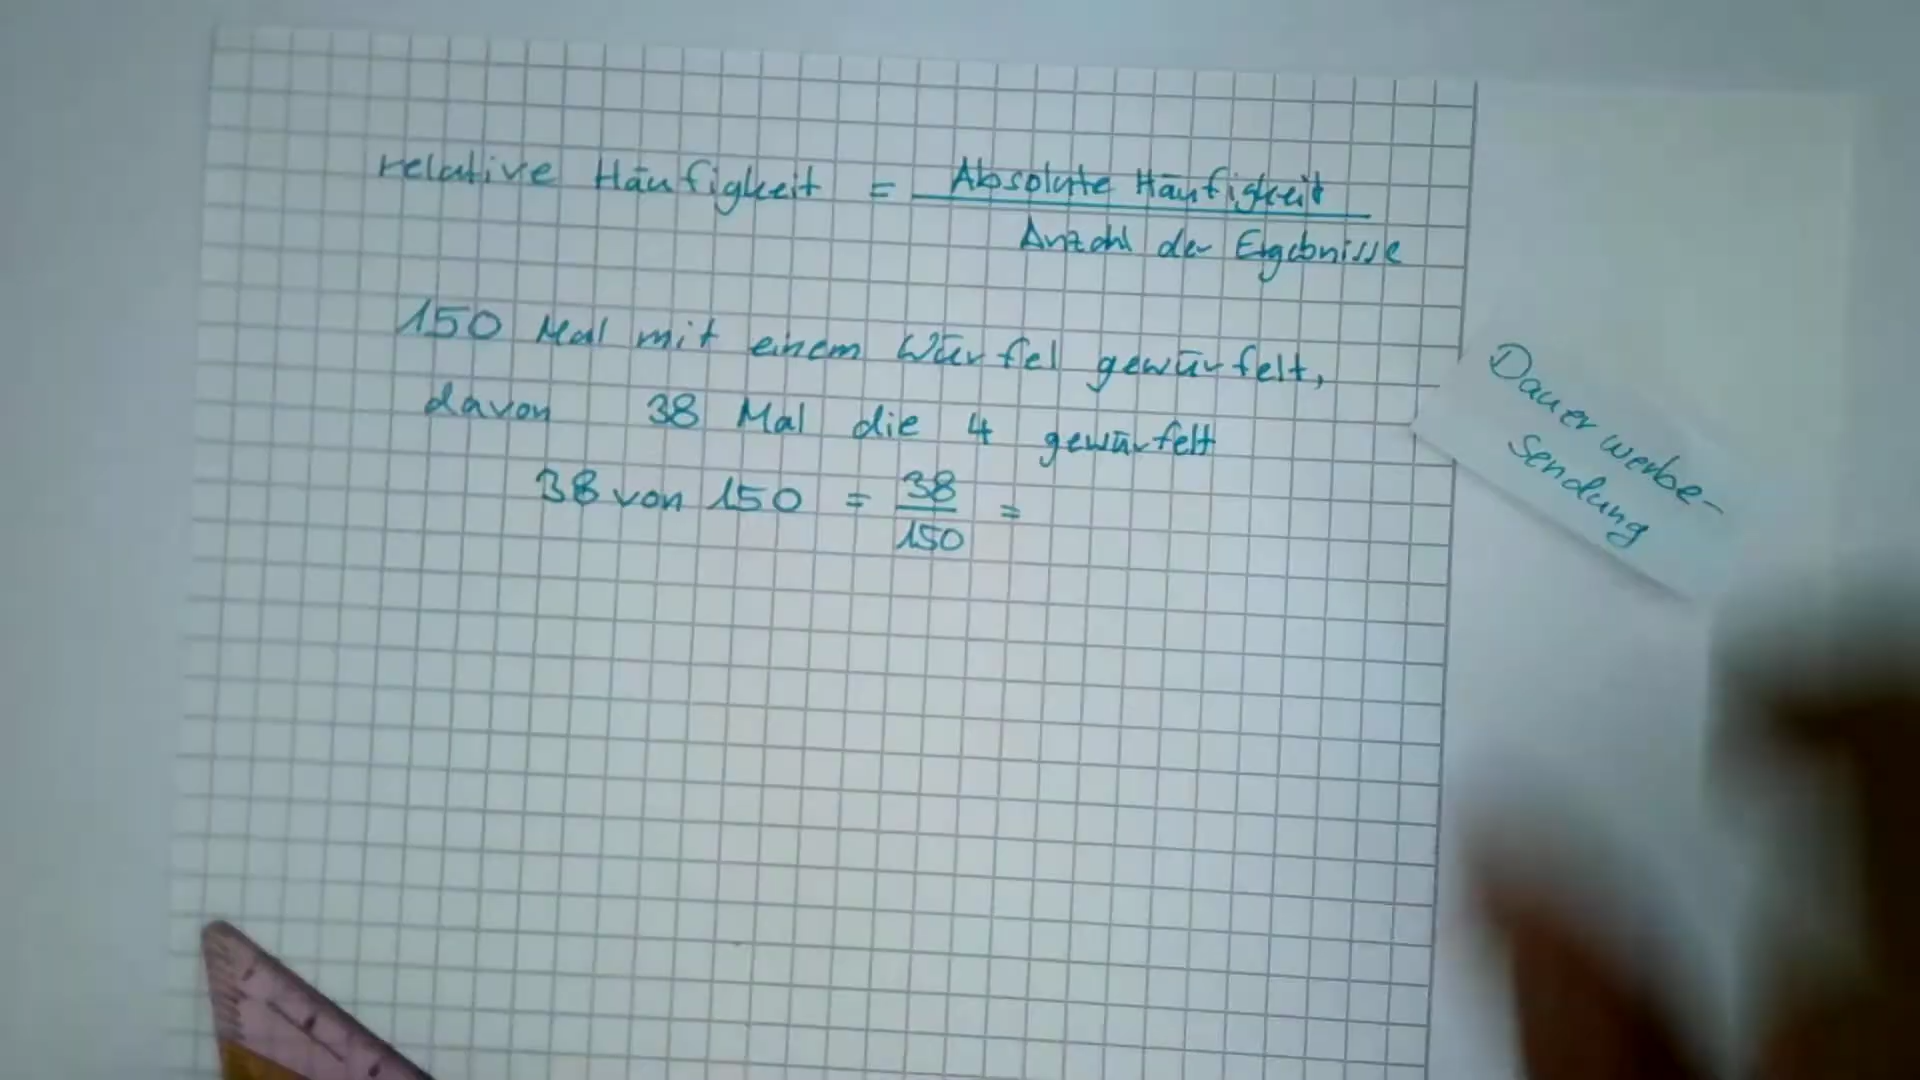 relative Häufigkeit = Absolute Häufigkeit
Anzahl der Ergebnisse
150 Mal mit einem Würfel gewürfelt,
davon 38 Mal die 4 gewürfelt
38 von 150 = 38/150 =
Dauerwerbe-
Sendung